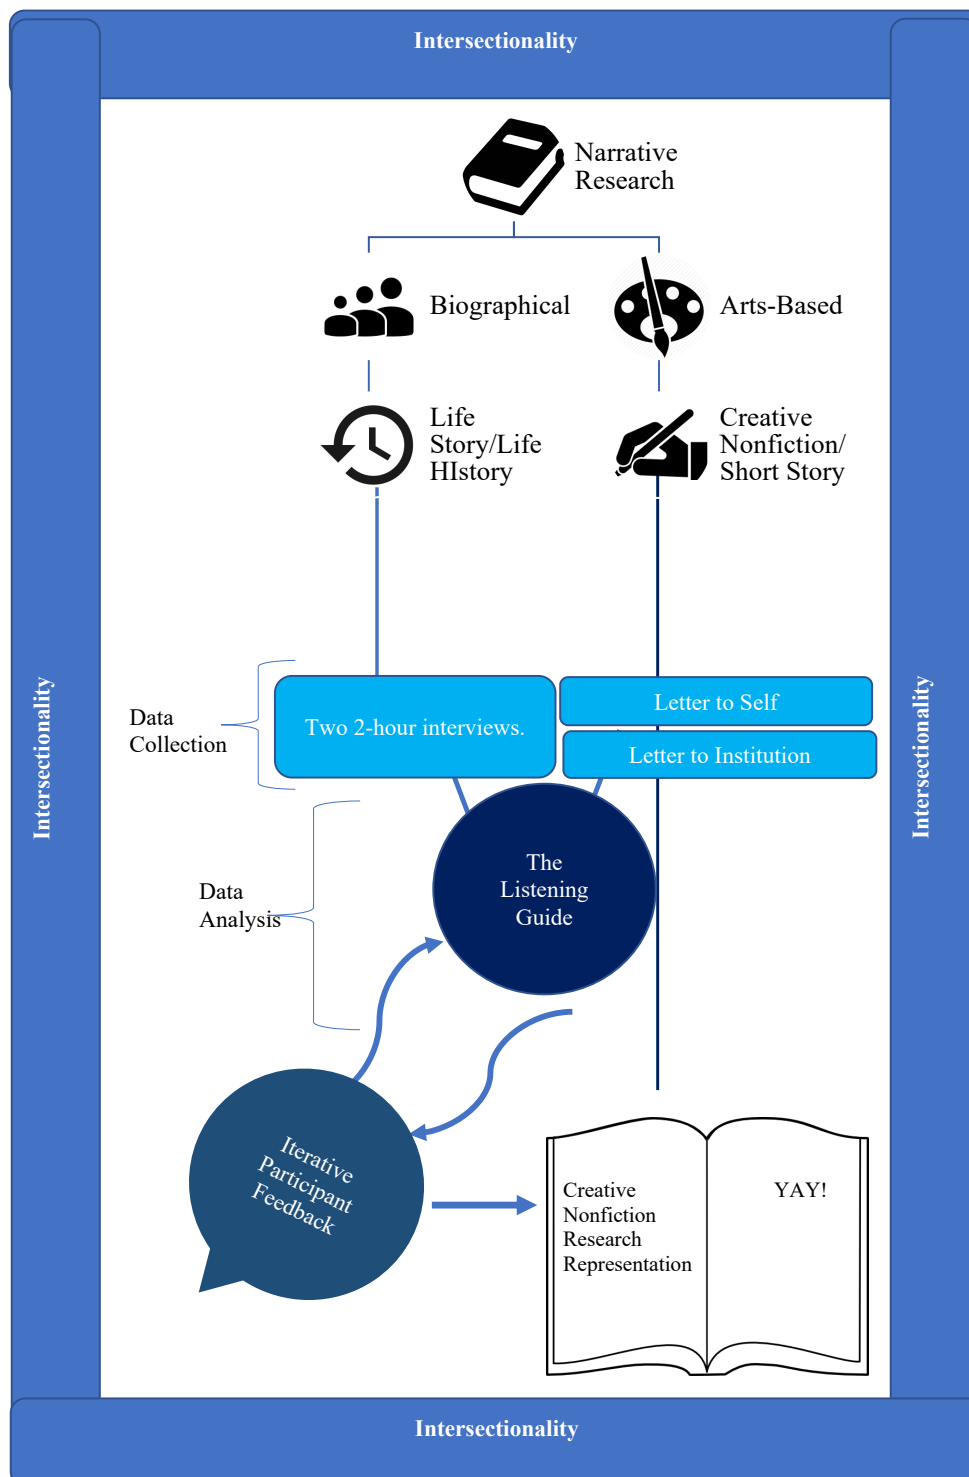 Intersectionality
Narrative
Research
Biographical
Arts-Based
Life
Story/Life
HIstory
Creative
Nonfiction/
Short Story
Intersectionality
Intersectionality
Data
Collection
Two 2-hour interviews.
Letter to Self
Letter to Institution
Data
Analysis
The
Listening
Guide
Iterative
Participant
Feedback
Creative
Nonfiction
Research
Representation
YAY!
Intersectionality